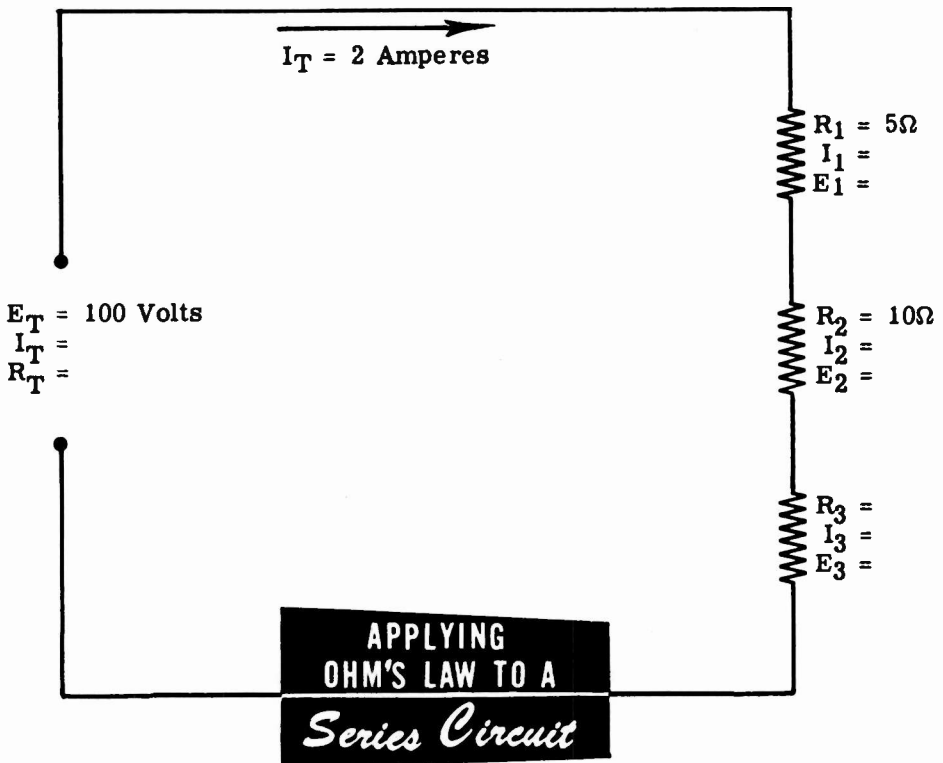 I_T = 2 Amperes
R_1 = 5Ω
I_1 =
E_1 =
E_T = 100 Volts
I_T =
R_T =
R_2 = 10Ω
I_2 =
E_2 =
R_3 =
I_3 =
E_3 =
APPLYING
OHM'S LAW TO A
Series Circuit